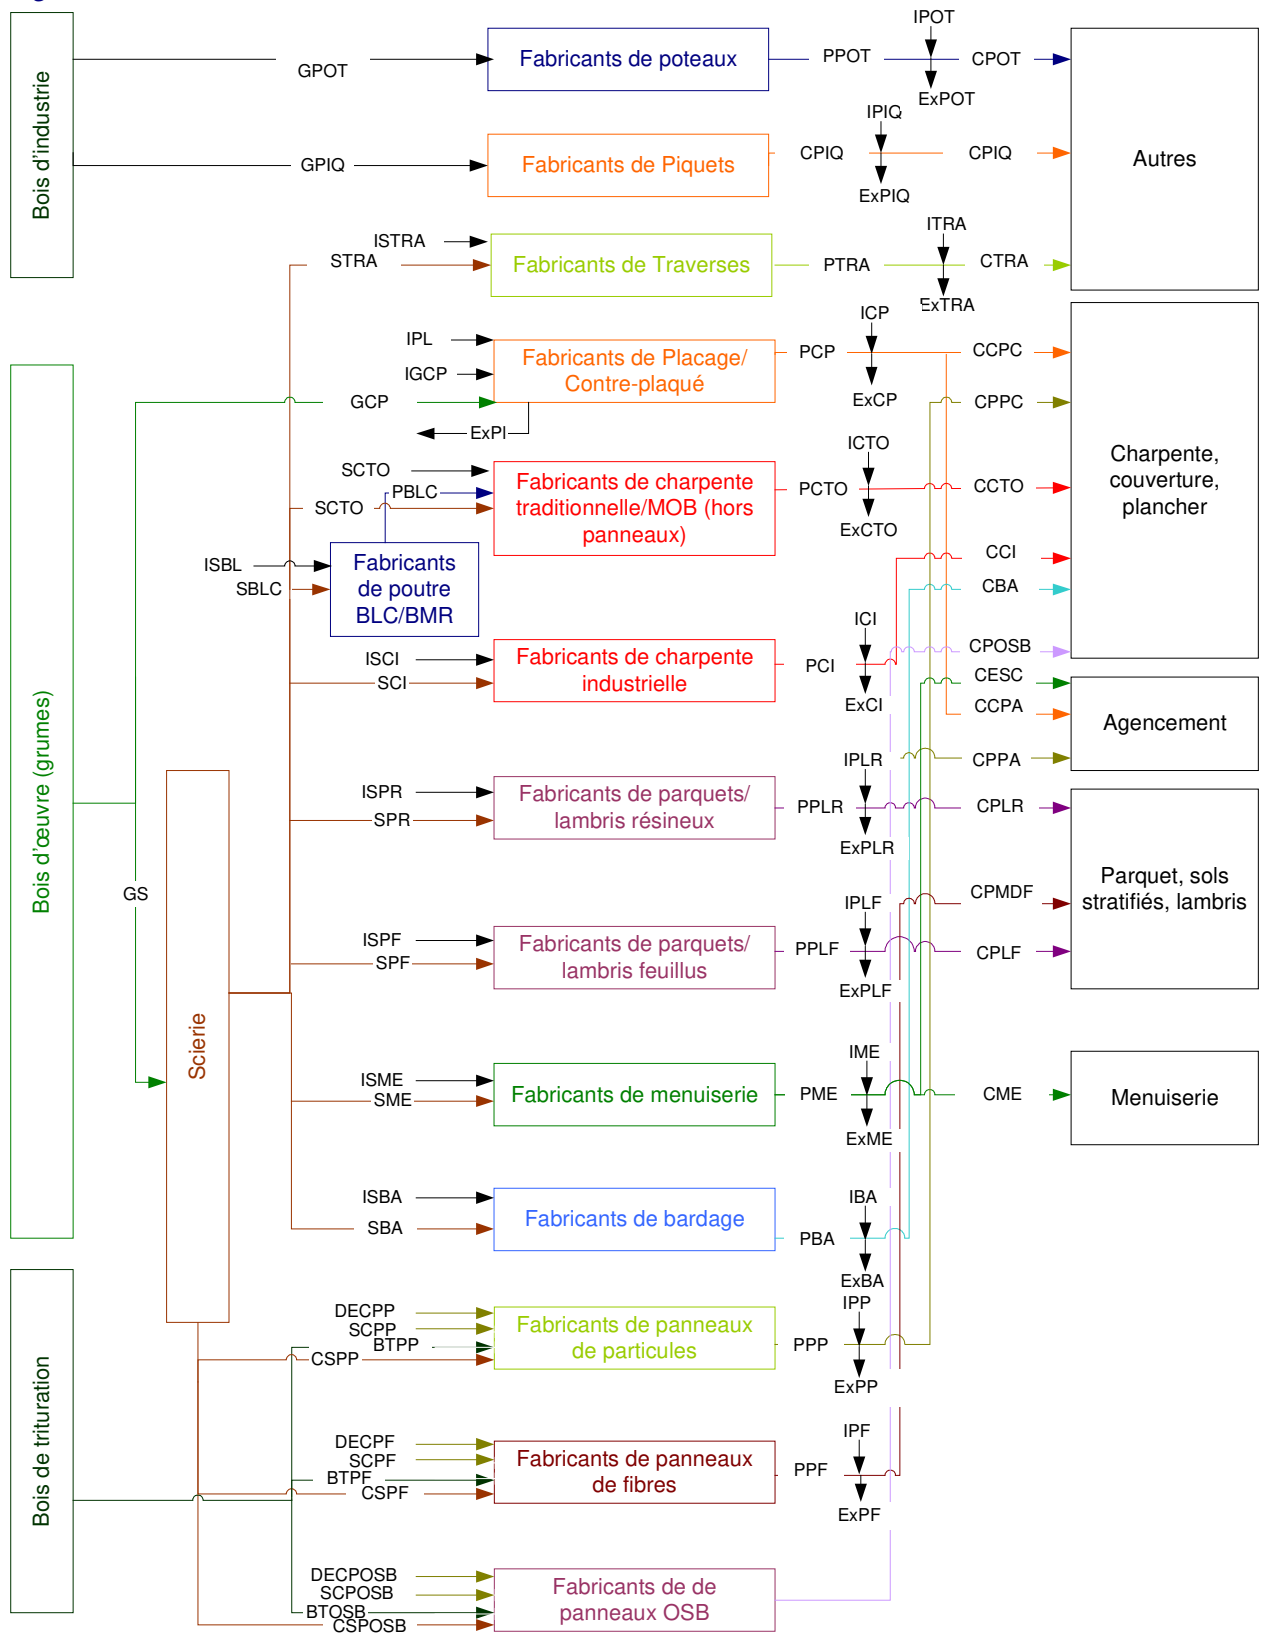 Bois d'industrie
GPOT
Fabricants de poteaux
PPOT
IPOT
ExPOT
CPOT
Autres
GPIQ
Fabricants de Piquets
CPIQ
IPIQ
ExPIQ
CPIQ
ISTRA
STRA
Fabricants de Traverses
PTRA
ITRA
ExTRA
CTRA
Bois d'œuvre (grumes)
IPL
IGCP
GCP
Fabricants de Placage/
Contre-plaqué
ExPl
PCP
ICP
ExCP
CCPC
CPPC
Charpente,
couverture,
plancher
SCTO
PBLC
SCTO
Fabricants de charpente
traditionnelle/MOB (hors
panneaux)
PCTO
ICTO
ExCTO
CCTO
ISBL
SBLC
Fabricants
de poutre
BLC/BMR
CCI
CBA
ISCI
SCI
Fabricants de charpente
industrielle
PCI
ICI
ExCI
CPOSB
CESC
CCPA
Agencement
CPPA
ISPR
SPR
Fabricants de parquets/
lambris résineux
PPLR
IPLR
ExPLR
CPLR
GS
Scierie
ISPF
SPF
Fabricants de parquets/
lambris feuillus
PPLF
IPLF
ExPLF
CPMDF
CPLF
Parquet, sols
stratifiés, lambris
ISME
SME
Fabricants de menuiserie
PME
IME
ExME
CME
Menuiserie
ISBA
SBA
Fabricants de bardage
PBA
IBA
ExBA
Bois de trituration
DECPP
SCPP
BTPP
CSPP
Fabricants de panneaux
de particules
PPP
IPP
ExPP
DECPF
SCPF
BTPF
CSPF
Fabricants de panneaux
de fibres
PPF
IPF
ExPF
DECPOSB
SCPOSB
BTOSB
CSPOSB
Fabricants de de
panneaux OSB